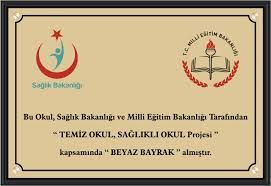 Sağlık Bakanlığı
T.C. MİLLİ EĞİTİM BAKANLIĞI
Bu Okul, Sağlık Bakanlığı ve Milli Eğitim Bakanlığı Tarafından
“ TEMİZ OKUL, SAĞLIKLI OKUL Projesi ”
kapsamında “ BEYAZ BAYRAK ” almıştır.